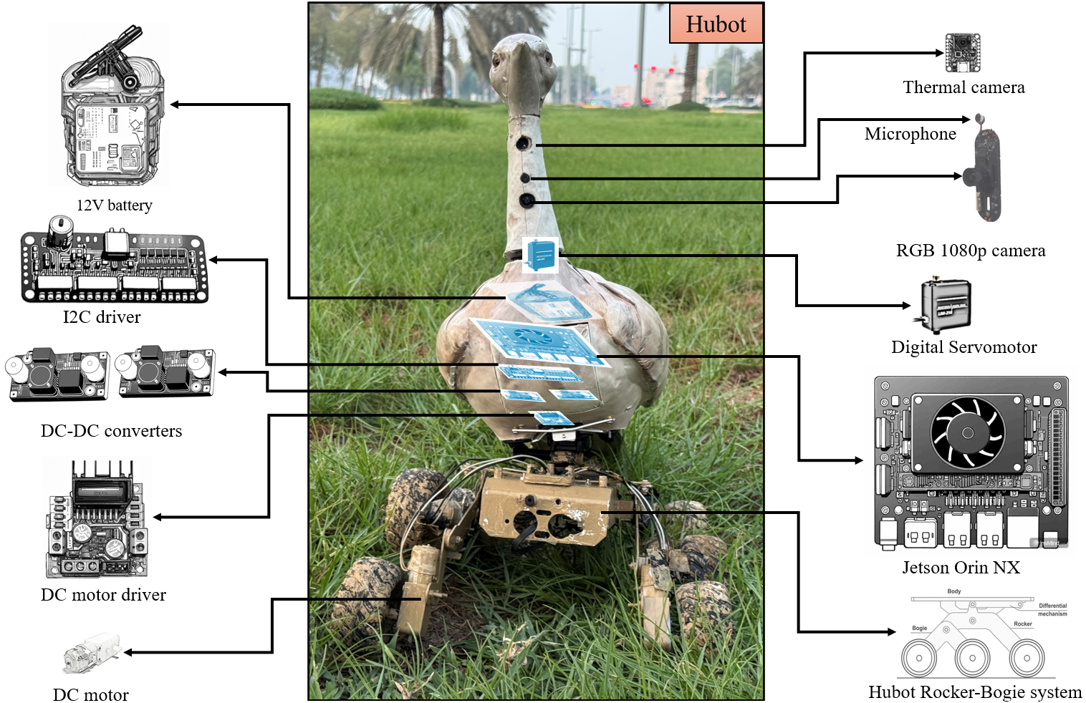 Hubot
12V battery
I2C driver
DC-DC converters
DC motor driver
DC motor
Thermal camera
Microphone
RGB 1080p camera
Digital Servomotor
Jetson Orin NX
Body
Differential
mechanism
Bogie
Rocker
Hubot Rocker-Bogie system